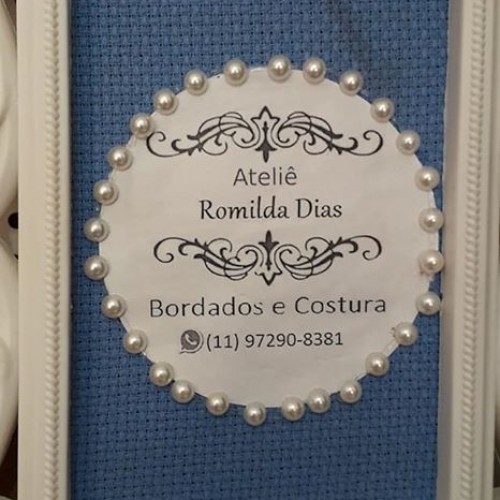 Ateliê
Romilda Dias
Bordados e Costura
(11) 97290-8381